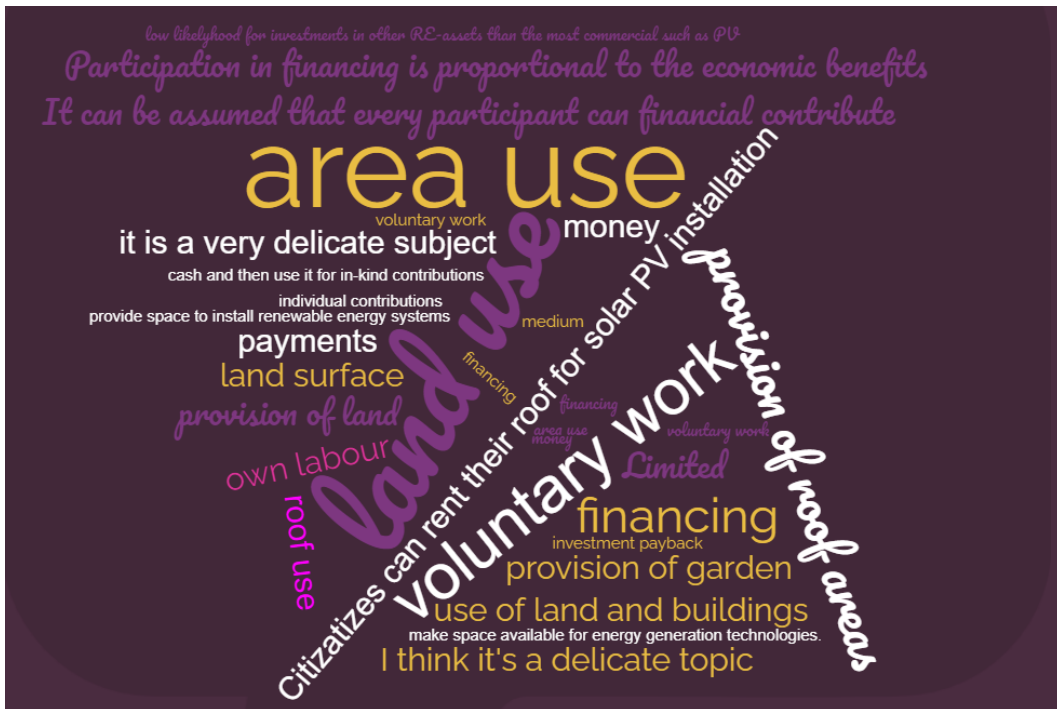 low likelyhood for investments in other RE-assets than the most commercial such as PV
Participation in financing is proportional to the economic benefits
It can be assumed that every participant can financial contribute
area use
voluntary work
money
it is a very delicate subject
cash and then use it for in-kind contributions
individual contributions
provide space to install renewable energy systems
payments
land surface
provision of land
own labour
roof use
land use
medium
financing
Citizatizes can rent their roof for solar PV installation
provision of roof areas
voluntary work
financing
area use
money
voluntary work
Limited
financing
investment payback
provision of garden
use of land and buildings
make space available for energy generation technologies.
I think it's a delicate topic